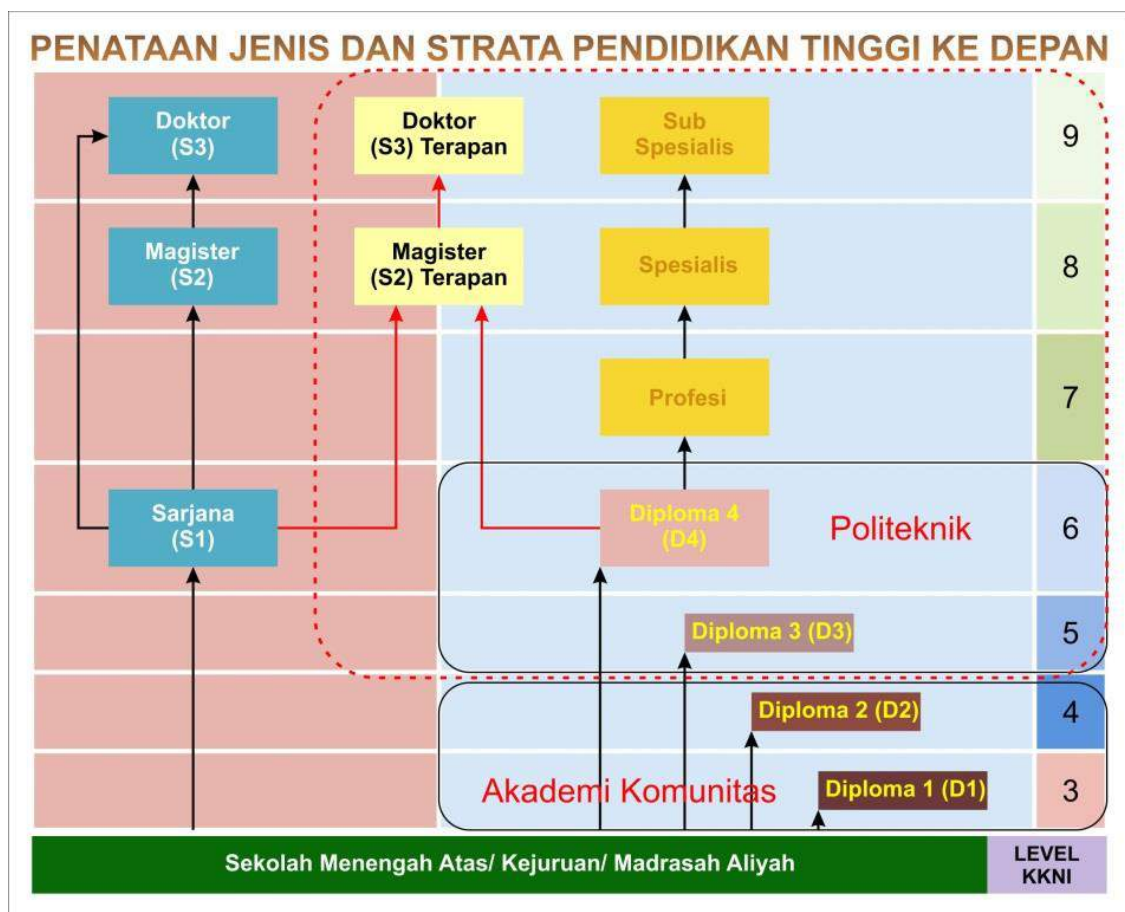 PENATAAN JENIS DAN STRATA PENDIDIKAN TINGGI KE DEPAN
Doktor
(S3)
Doktor
(S3) Terapan
Sub
Spesialis
9
Magister
(S2)
Magister
(S2) Terapan
Spesialis
8
Profesi
7
Sarjana
(S1)
Diploma 4
(D4)
Politeknik
6
Diploma 3 (D3)
5
Diploma 2 (D2)
4
Akademi Komunitas
Diploma 1 (D1)
3
Sekolah Menengah Atas/ Kejuruan/ Madrasah Aliyah
LEVEL
KKNI